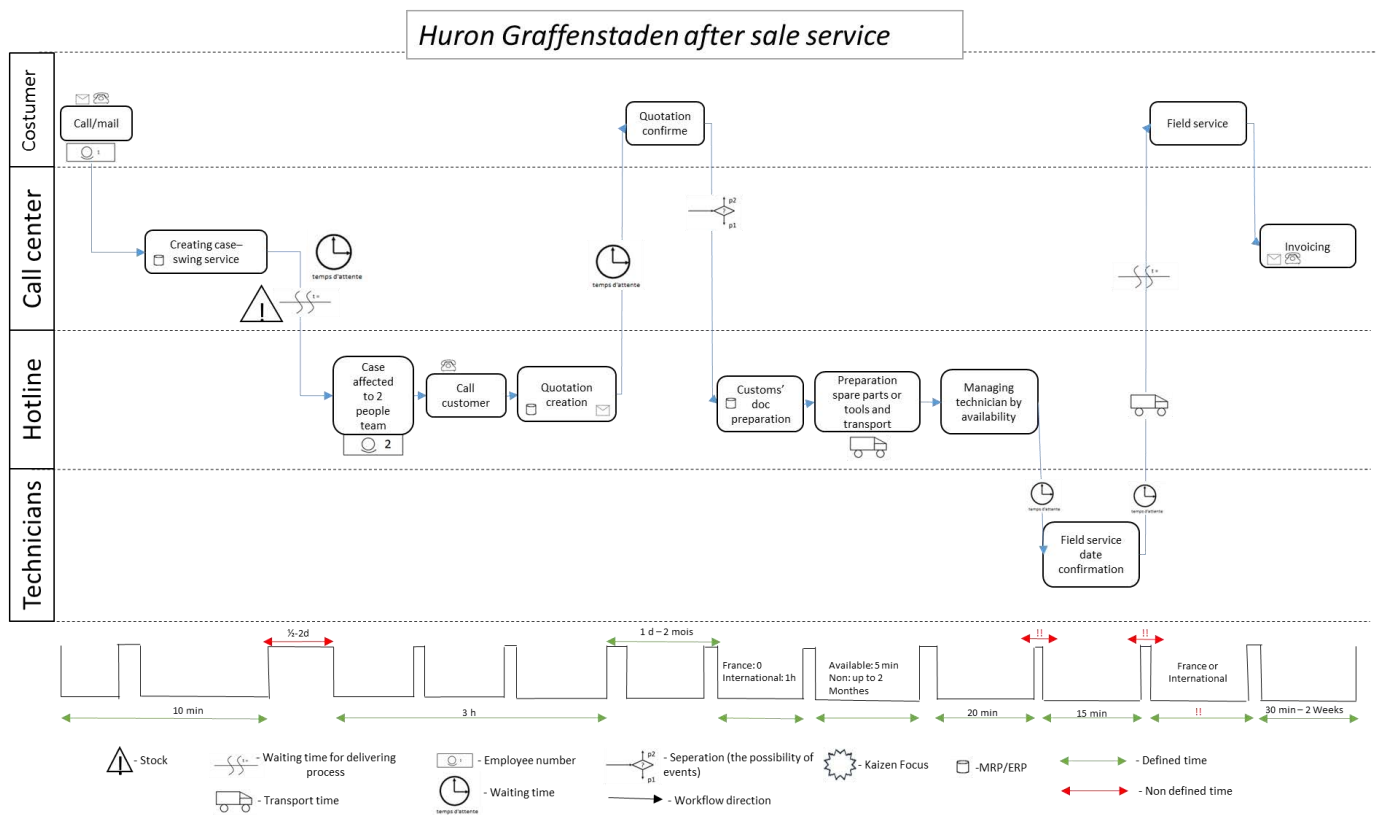 Huron Graffenstaden after sale service
Costumer
Call/mail
1
Quotation
confirme
Field service
Call center
Creating case–
swing service
temps d'attente
t =
temps d'attente
p2
?
p1
t =
Invoicing
Hotline
Case
affected
to 2
people
team
2
Call
customer
Quotation
creation
Customs'
doc
preparation
Preparation
spare parts or
tools and
transport
Managing
technician by
availability
Technicians
temps d'attente
temps d'attente
Field service
date
confirmation
½-2d
1 d – 2 mois
!!
!!
France: 0
International: 1h
Available: 5 min
Non: up to 2
Monthes
France or
International
10 min
3 h
20 min
15 min
!!
30 min – 2 Weeks
- Stock
t =
- Waiting time for delivering
process
- Transport time
1
- Employee number
- Waiting time
temps d'attente
p2
?
p1
- Seperation (the possibility of
events)
- Workflow direction
- Kaizen Focus
-MRP/ERP
- Defined time
- Non defined time